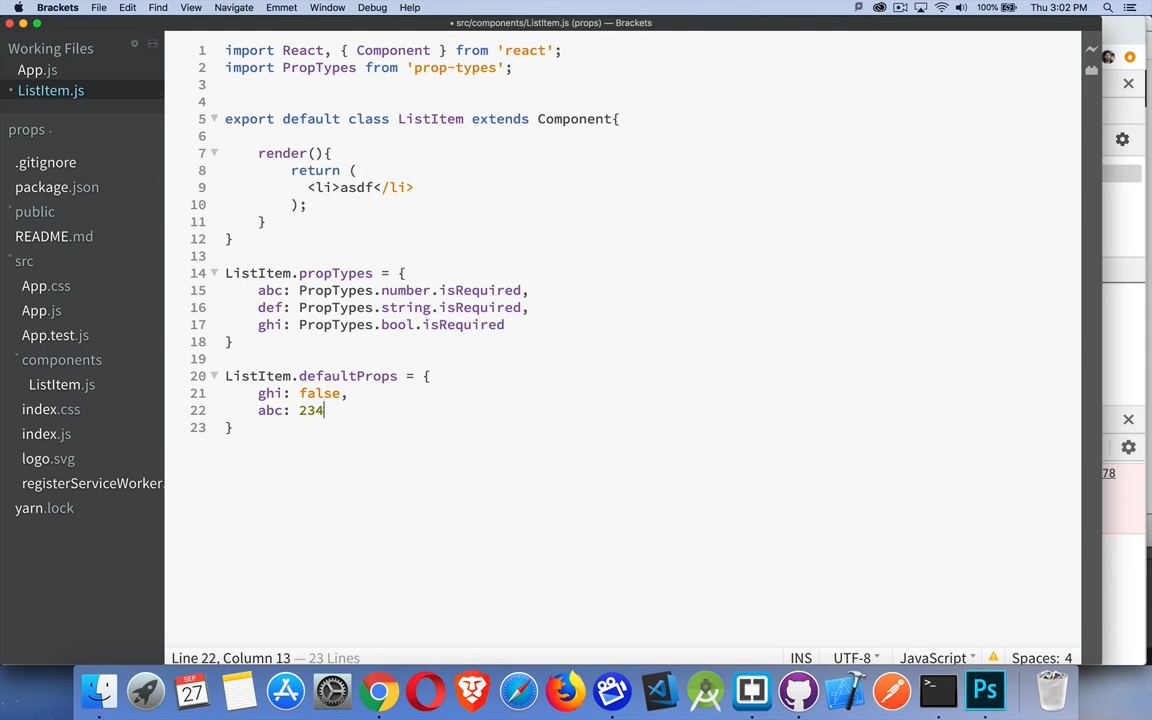 Brackets File Edit Find View Navigate Emmet Window Debug Help 100% Thu 3:02 PM
• src/components/ListItem.js (props) — Brackets
Working Files
App.js
• ListItem.js
props
.gitignore
package.json
public
README.md
src
App.css
App.js
App.test.js
components
ListItem.js
index.css
index.js
logo.svg
registerServiceWorker.
yarn.lock
1 import React, { Component } from 'react';
2 import PropTypes from 'prop-types';
3
4
5 export default class ListItem extends Component{
6
7 render(){
8 return (
9 <li>asdf</li>
10 );
11 }
12 }
13
14 ListItem.propTypes = {
15 abc: PropTypes.number.isRequired,
16 def: PropTypes.string.isRequired,
17 ghi: PropTypes.bool.isRequired
18 }
19
20 ListItem.defaultProps = {
21 ghi: false,
22 abc: 234
23 }
78
Line 22, Column 13 — 23 Lines INS UTF-8 JavaScript Spaces: 4
SEP
27
Ps